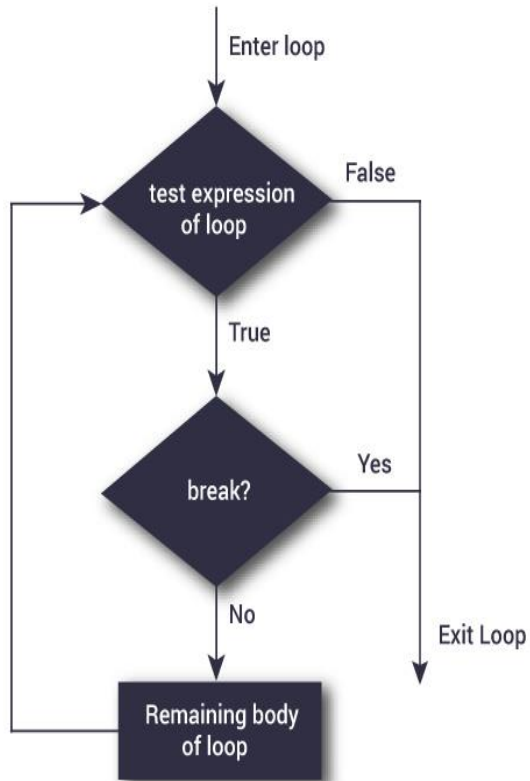 Enter loop
test expression
of loop
False
True
break?
Yes
No
Exit Loop
Remaining body
of loop